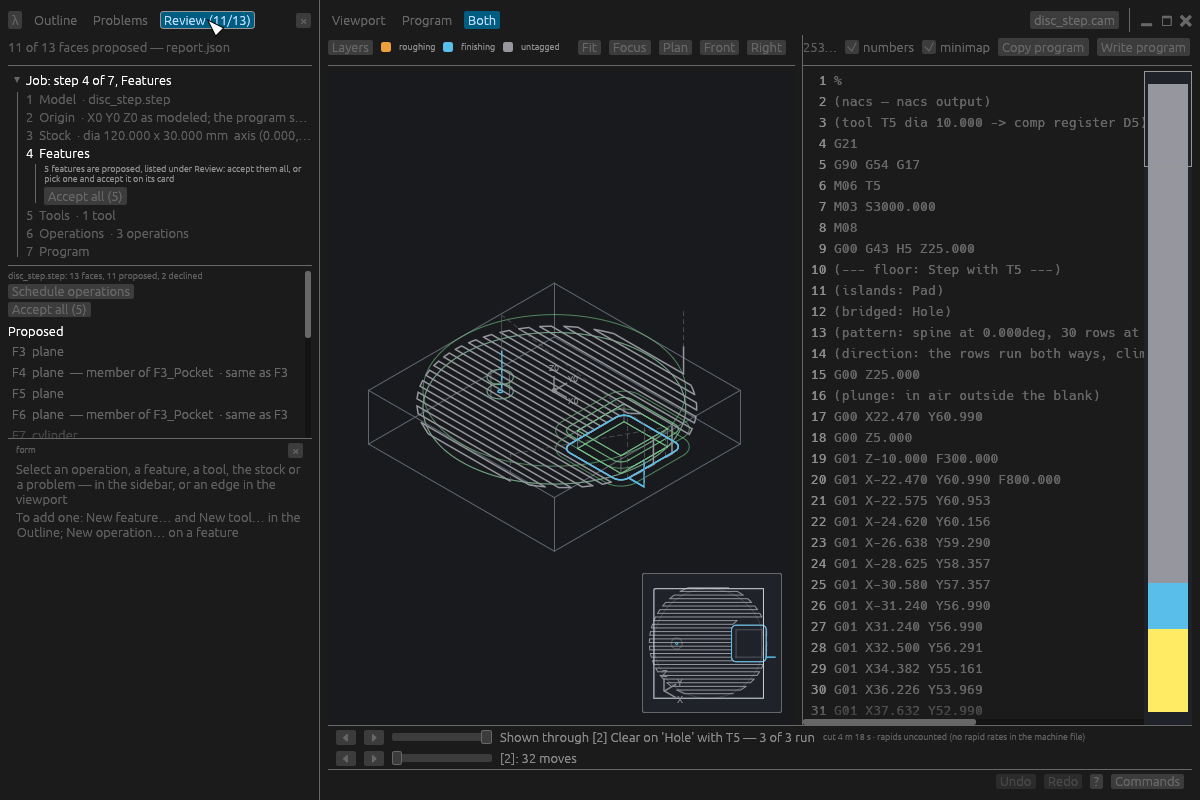 λ Outline Problems Review (11/13) ×
11 of 13 faces proposed — report.json
Job: step 4 of 7, Features
1 Model · disc_step.step
2 Origin · X0 Y0 Z0 as modeled; the program s…
3 Stock · dia 120.000 x 30.000 mm axis (0.000,…
4 Features
5 features are proposed, listed under Review: accept them all, or
pick one and accept it on its card
Accept all (5)
5 Tools · 1 tool
6 Operations · 3 operations
7 Program
disc_step.step: 13 faces, 11 proposed, 2 declined
Schedule operations
Accept all (5)
Proposed
F3 plane
F4 plane — member of F3_Pocket · same as F3
F5 plane
F6 plane — member of F3_Pocket · same as F3
F7 cylinder
form ×
Select an operation, a feature, a tool, the stock or
a problem — in the sidebar, or an edge in the
viewport
To add one: New feature… and New tool… in the
Outline; New operation… on a feature
Viewport Program Both disc_step.cam
Layers roughing finishing untagged Fit Focus Plan Front Right
253… numbers minimap Copy program Write program
Z0
Y0
X0
Z
Y
X
1 %
2 (nacs — nacs output)
3 (tool T5 dia 10.000 -> comp register D5)
4 G21
5 G90 G54 G17
6 M06 T5
7 M03 S3000.000
8 M08
9 G00 G43 H5 Z25.000
10 (--- floor: Step with T5 ---)
11 (islands: Pad)
12 (bridged: Hole)
13 (pattern: spine at 0.000deg, 30 rows at
14 (direction: the rows run both ways, clim
15 G00 Z25.000
16 (plunge: in air outside the blank)
17 G00 X22.470 Y60.990
18 G00 Z5.000
19 G01 Z-10.000 F300.000
20 G01 X-22.470 Y60.990 F800.000
21 G01 X-22.575 Y60.953
22 G01 X-24.620 Y60.156
23 G01 X-26.638 Y59.290
24 G01 X-28.625 Y58.357
25 G01 X-30.580 Y57.357
26 G01 X-31.240 Y56.990
27 G01 X31.240 Y56.990
28 G01 X32.500 Y56.291
29 G01 X34.382 Y55.161
30 G01 X36.226 Y53.969
31 G01 X37.632 Y52.990
Shown through [2] Clear on 'Hole' with T5 — 3 of 3 run cut 4 m 18 s · rapids uncounted (no rapid rates in the machine file)
[2]: 32 moves
Undo Redo ? Commands